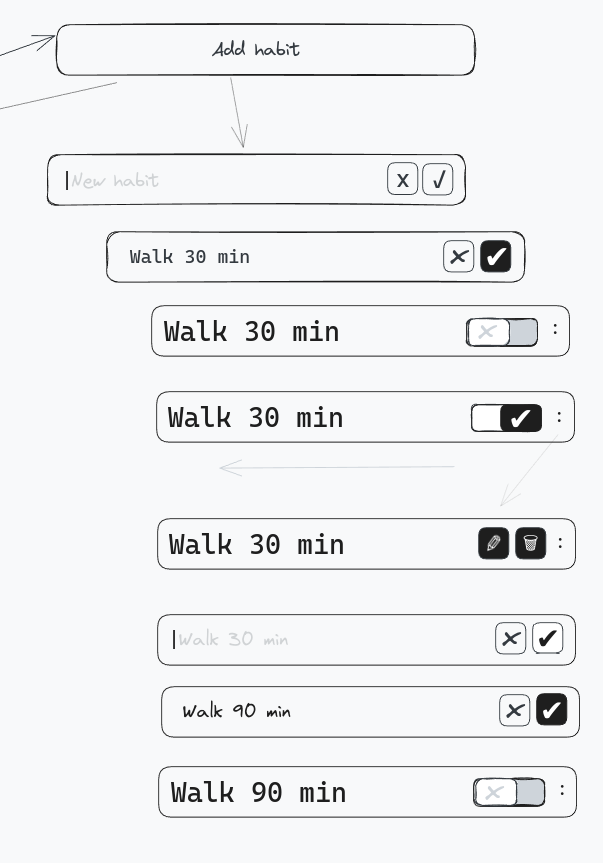 Add habit
New habit x √
Walk 30 min × ✔
Walk 30 min × :
Walk 30 min ✔ :
Walk 30 min :
Walk 30 min × ✔
Walk 90 min × ✔
Walk 90 min × :